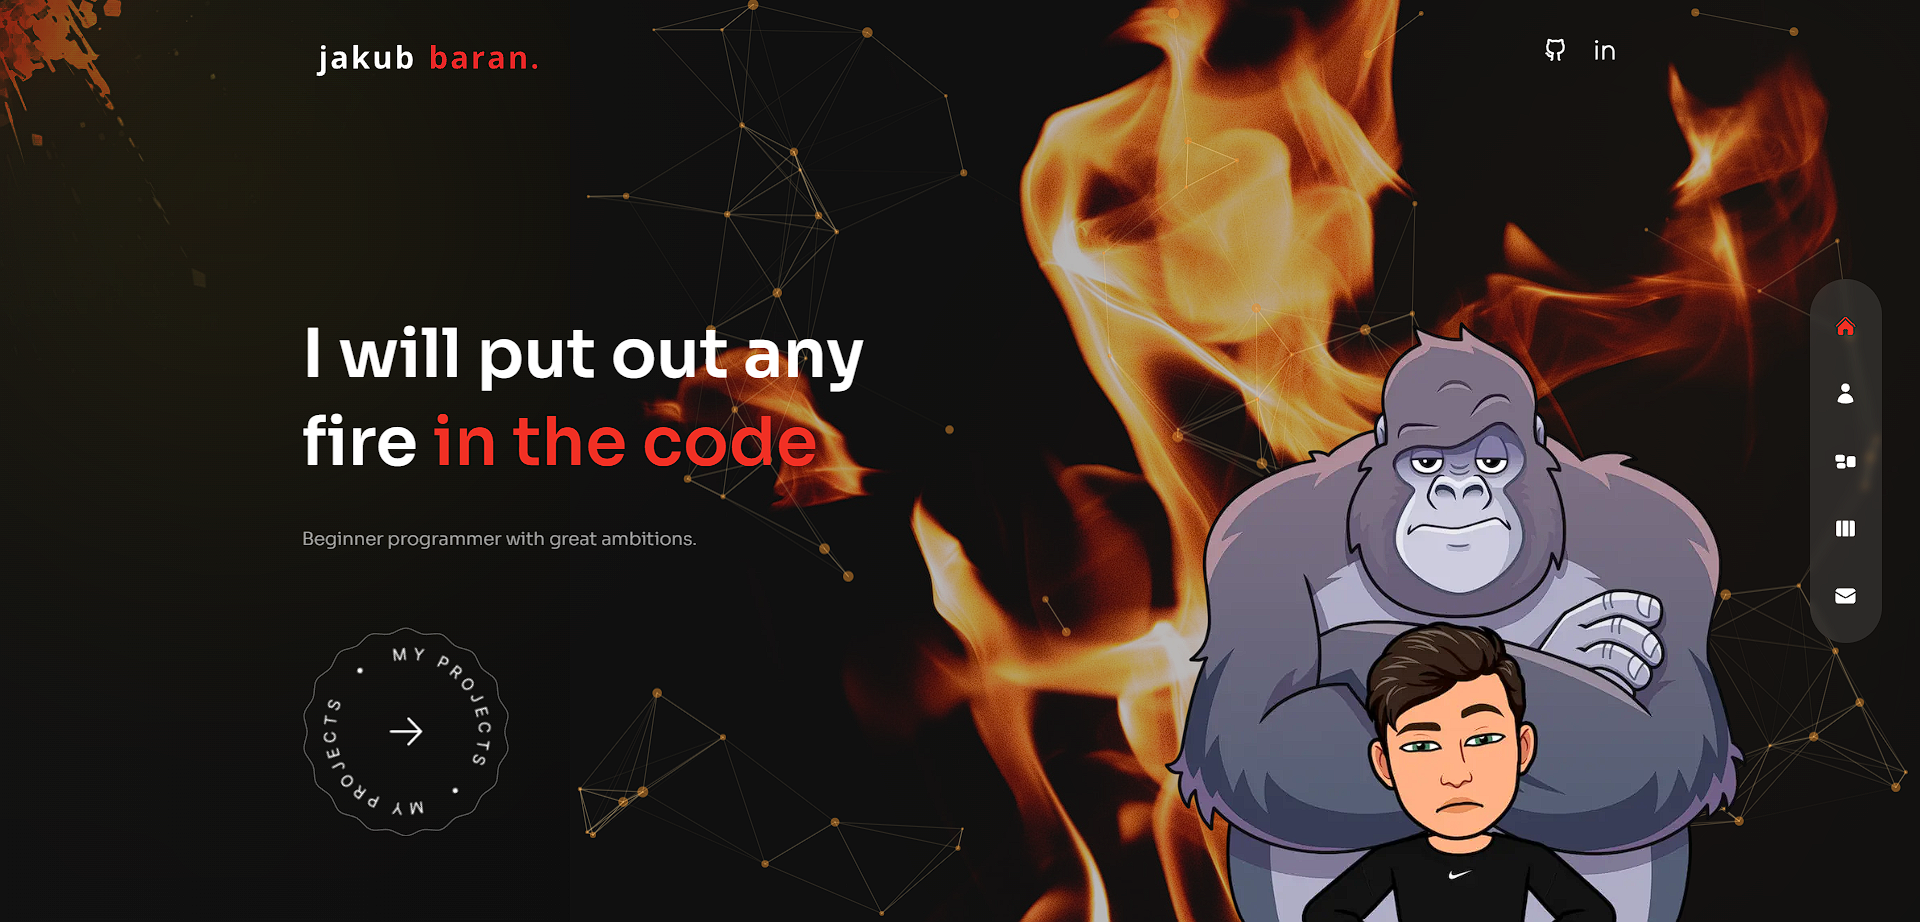 jakub baran.
in
I will put out any
fire in the code
Beginner programmer with great ambitions.
MY PROJECTS • MY PROJECTS •